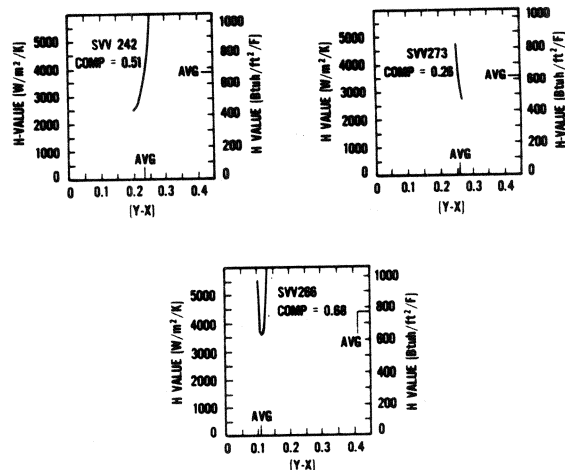 SVV 242
COMP = 0.51
H-VALUE (W/m²/K)
5000
4000
3000
2000
1000
0
1000
800
600
400
200
0
H VALUE (Btuh/ft²/F)
AVG
AVG
0 0.1 0.2 0.3 0.4
(Y-X)
SVV273
COMP = 0.26
H-VALUE (W/m²/K)
5000
4000
3000
2000
1000
0
1000
800
600
400
200
0
H VALUE (Btuh/ft²/F)
AVG
AVG
0 0.1 0.2 0.3 0.4
(Y-X)
SVV266
COMP = 0.68
H VALUE (W/m²/K)
5000
4000
3000
2000
1000
0
1000
800
600
400
200
0
H VALUE (Btuh/ft²/F)
AVG
AVG
0 0.1 0.2 0.3 0.4
(Y-X)